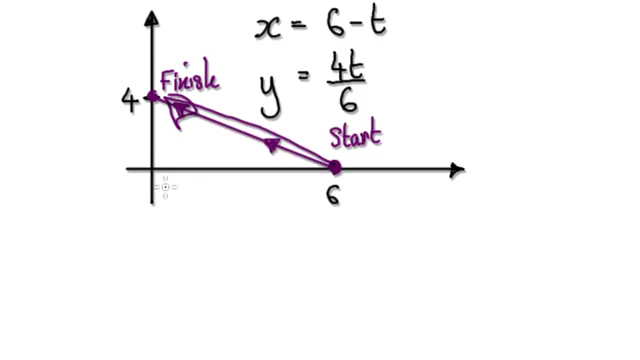 x = 6 - t
y = 4t/6
Finish
4
Start
6